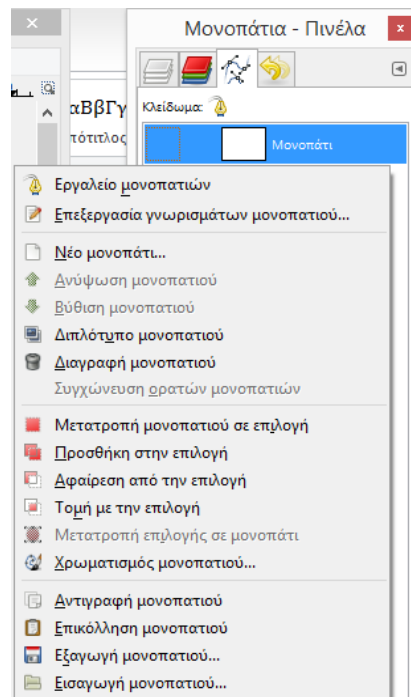 Μονοπάτια - Πινέλα
αΒβΓγ
Κλείδωμα:
πότιτλος
Μονοπάτι
Εργαλείο μονοπατιών
Επεξεργασία γνωρισμάτων μονοπατιού...
Νέο μονοπάτι...
Ανύψωση μονοπατιού
Βύθιση μονοπατιού
Διπλότυπο μονοπατιού
Διαγραφή μονοπατιού
Συγχώνευση ορατών μονοπατιών
Μετατροπή μονοπατιού σε επιλογή
Προσθήκη στην επιλογή
Αφαίρεση από την επιλογή
Τομή με την επιλογή
Μετατροπή επιλογής σε μονοπάτι
Χρωματισμός μονοπατιού...
Αντιγραφή μονοπατιού
Επικόλληση μονοπατιού
Εξαγωγή μονοπατιού...
Εισαγωγή μονοπατιού...